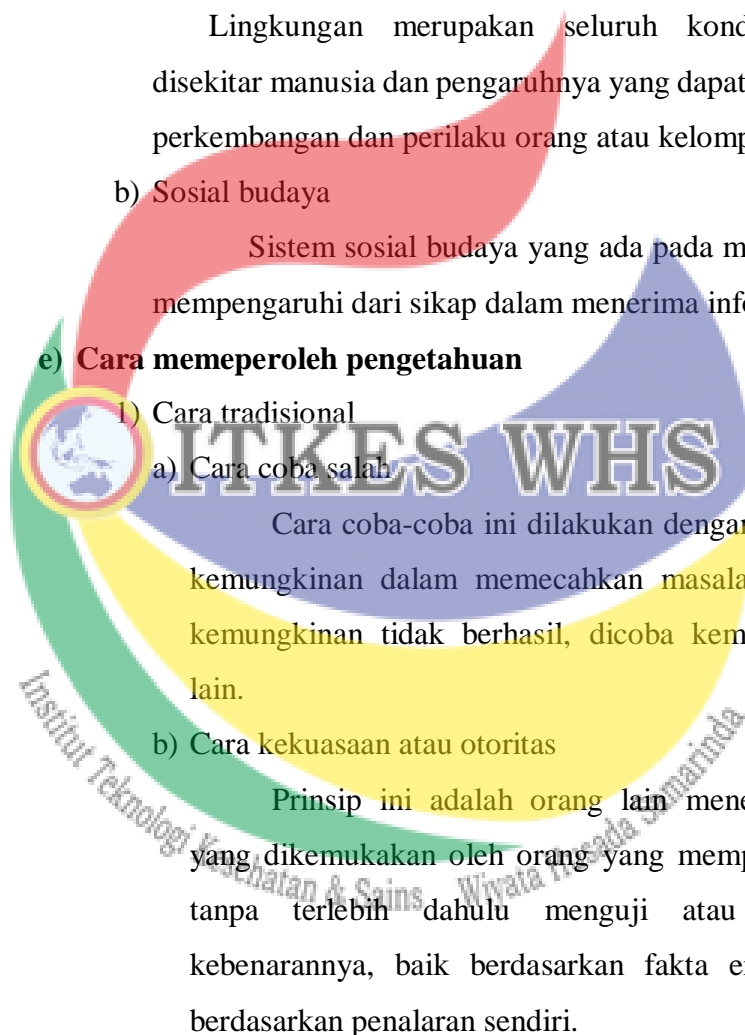 Lingkungan merupakan seluruh kond
disekitar manusia dan pengaruhnya yang dapat
perkembangan dan perilaku orang atau kelomp
b) Sosial budaya
Sistem sosial budaya yang ada pada m
mempengaruhi dari sikap dalam menerima info
e) Cara memeperoleh pengetahuan
1) Cara tradisional
ITKES WHS
a) Cara coba salah
Cara coba-coba ini dilakukan dengan
kemungkinan dalam memecahkan masala
kemungkinan tidak berhasil, dicoba kem
lain.
b) Cara kekuasaan atau otoritas
Prinsip ini adalah orang lain mene
yang dikemukakan oleh orang yang memp
tanpa terlebih dahulu menguji atau
kebenarannya, baik berdasarkan fakta e
berdasarkan penalaran sendiri.
Institut Teknologi Kesehatan & Sains Wiyata Husada Samarinda